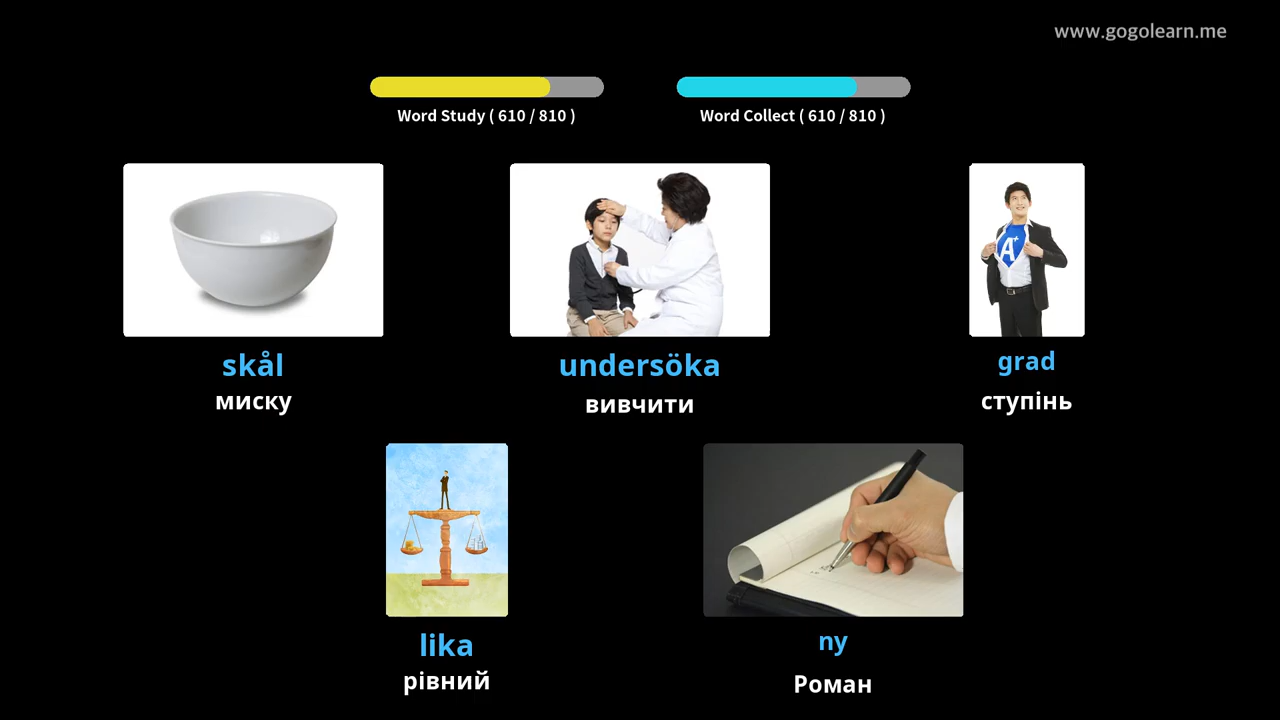 www.gogolearn.me
Word Study ( 610 / 810 )
Word Collect ( 610 / 810 )
A+
skål
undersöka
grad
миску
вивчити
ступінь
lika
ny
рівний
Роман